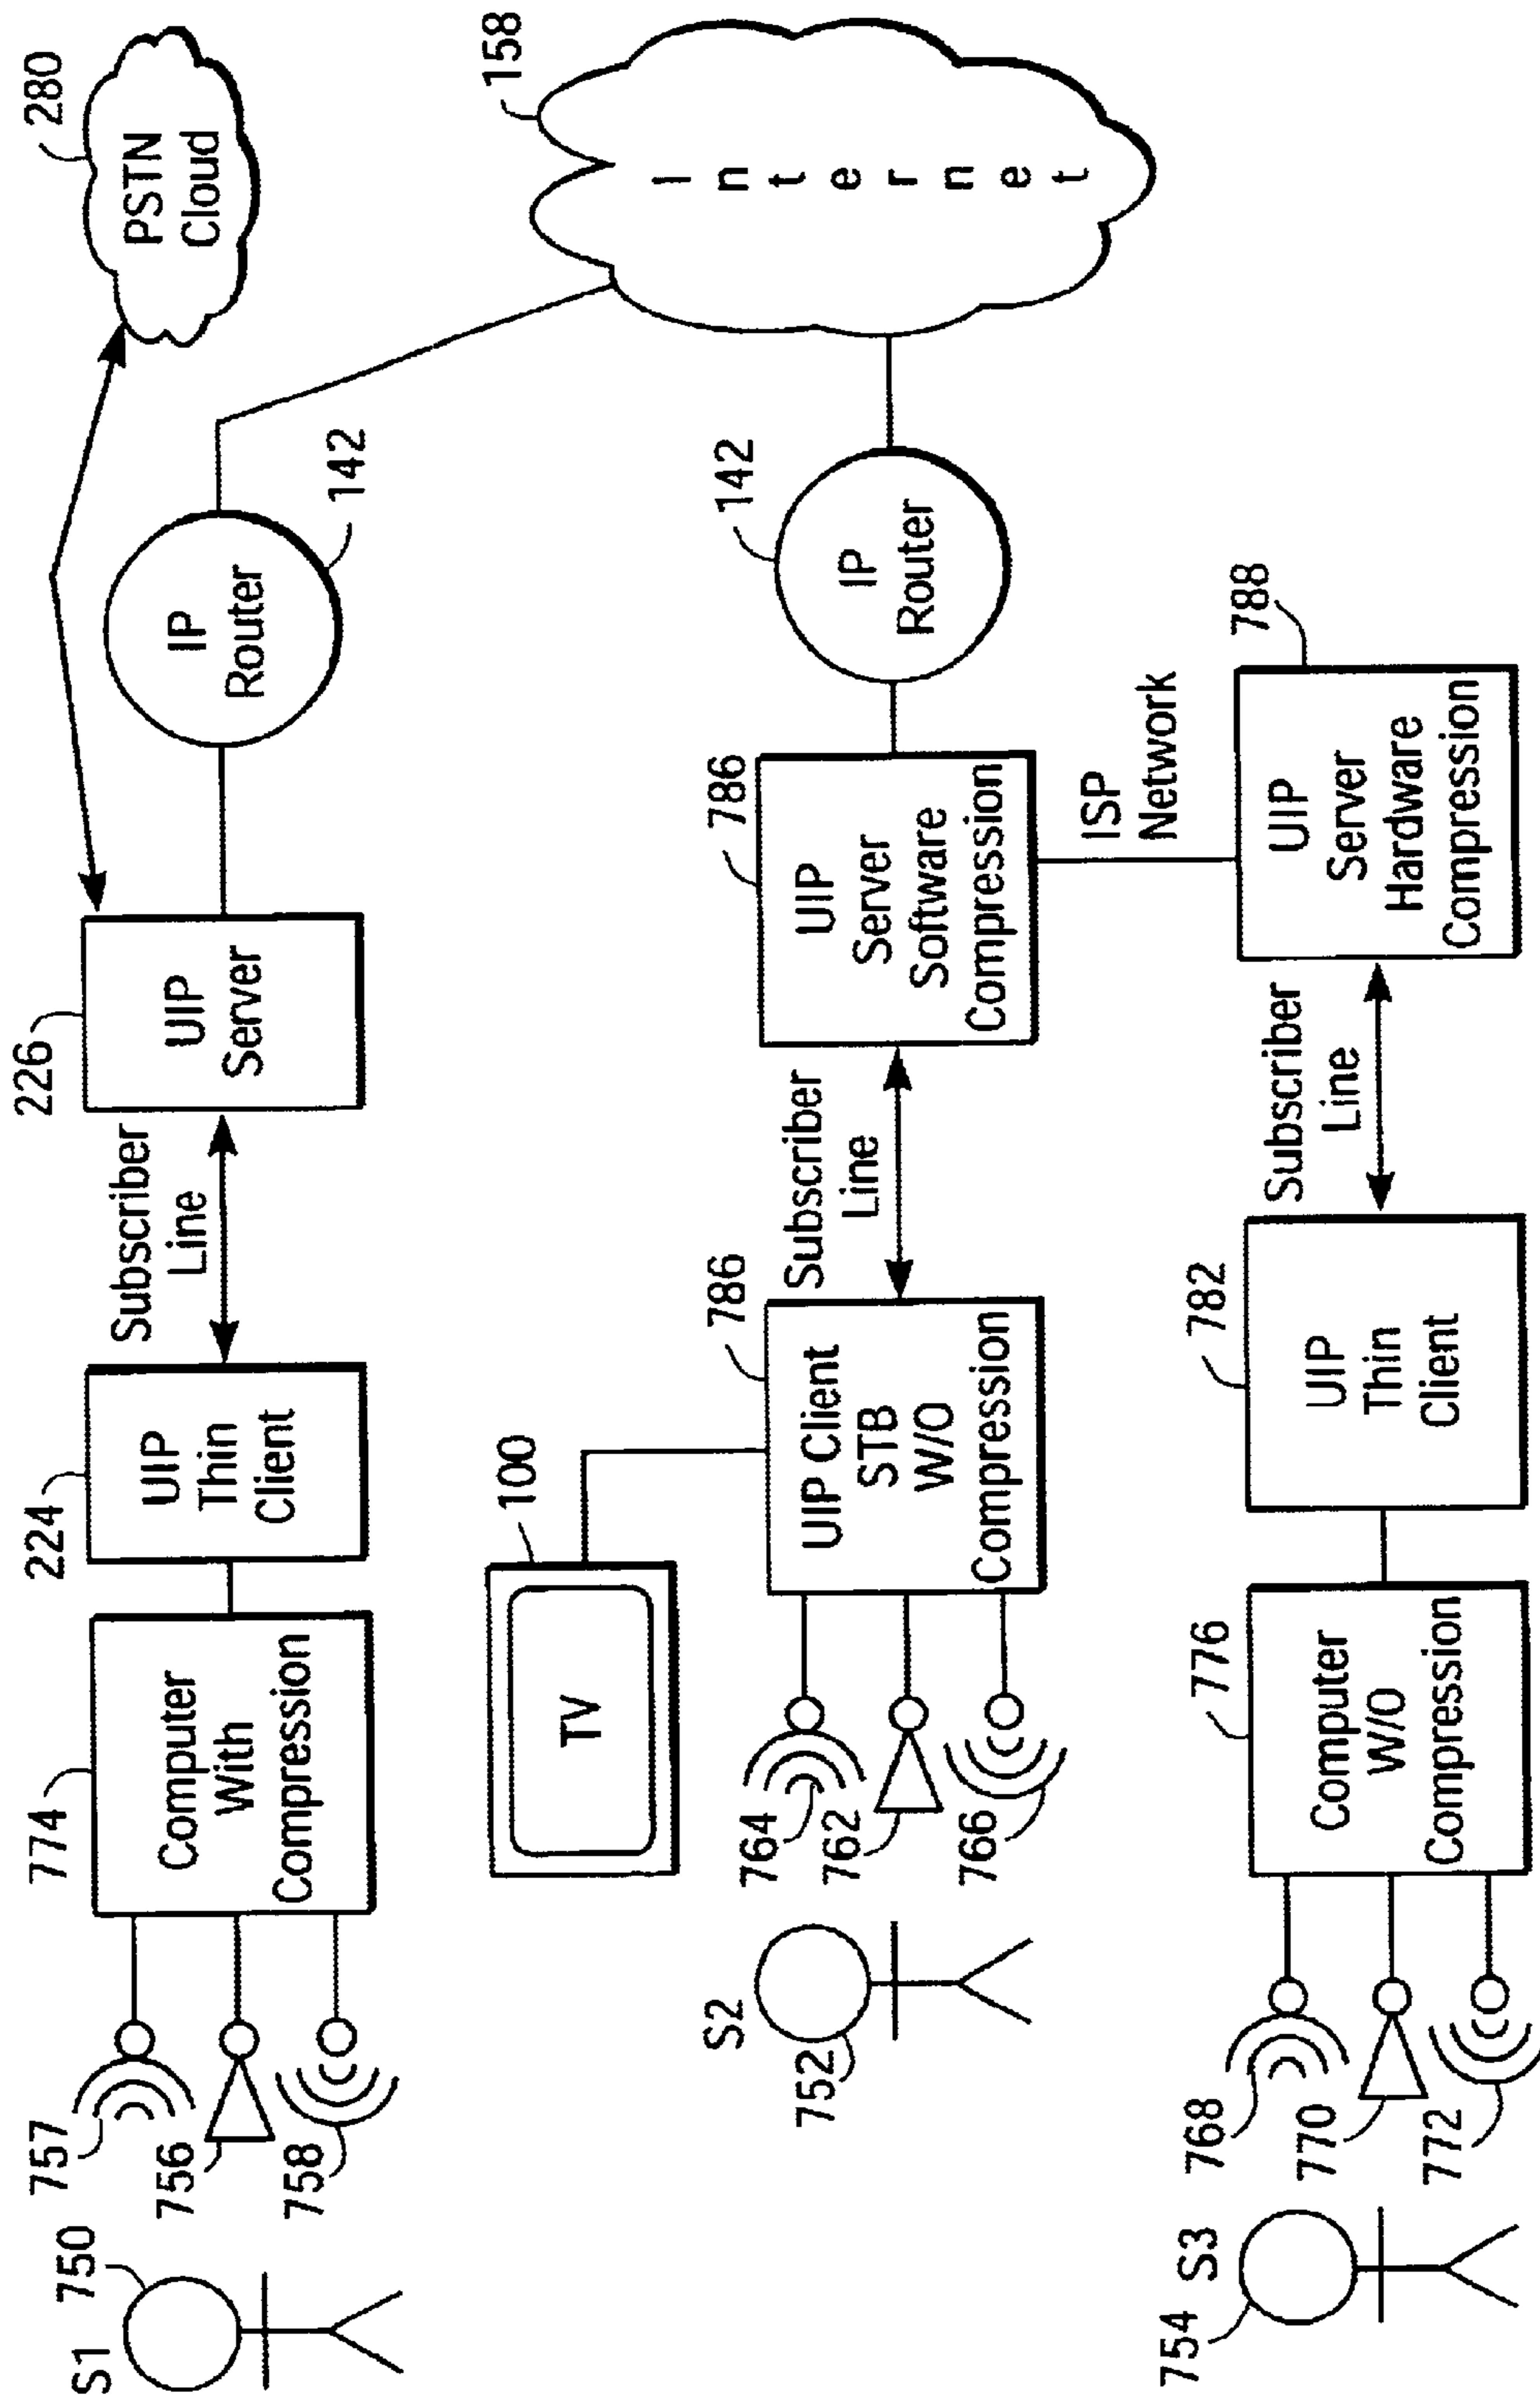 S1
750
757
756
758
774
Computer
With
Compression
224
UIP
Thin
Client
Subscriber
Line
226
UIP
Server
IP
Router
142
280
PSTN
Cloud
158
Internet
S2
752
100
TV
764
762
766
786
UIP Client
STB
W/O
Compression
Subscriber
Line
786
UIP
Server
Software
Compression
142
IP
Router
ISP
Network
754
S3
768
770
772
776
Computer
W/O
Compression
782
UIP
Thin
Client
Subscriber
Line
788
UIP
Server
Hardware
Compression